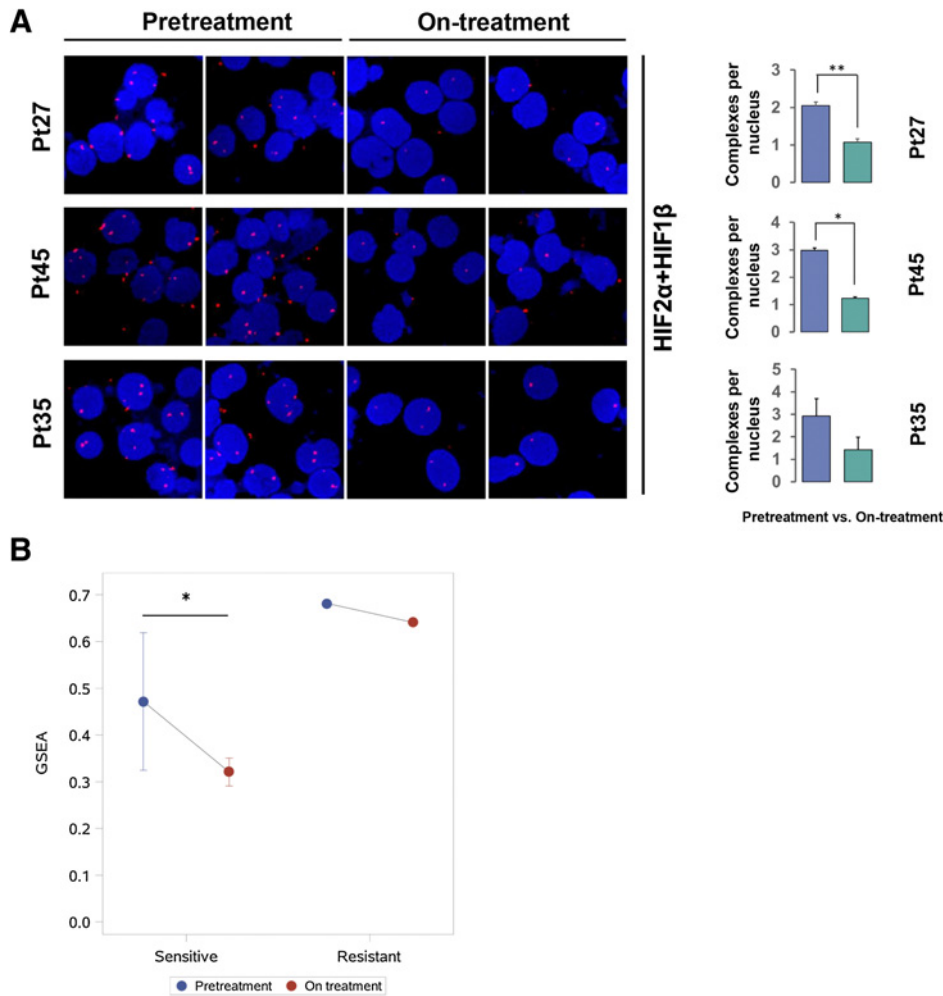 A
Pretreatment
On-treatment
Pt27
Pt45
Pt35
HIF2α+HIF1β
Complexes per
nucleus
3
2
1
0
**
Pt27
Complexes per
nucleus
4
3
2
1
0
*
Pt45
Complexes per
nucleus
5
4
3
2
1
0
Pt35
Pretreatment vs. On-treatment
B
GSEA
0.7
0.6
0.5
0.4
0.3
0.2
0.1
0.0
*
Sensitive
Resistant
Pretreatment
On treatment